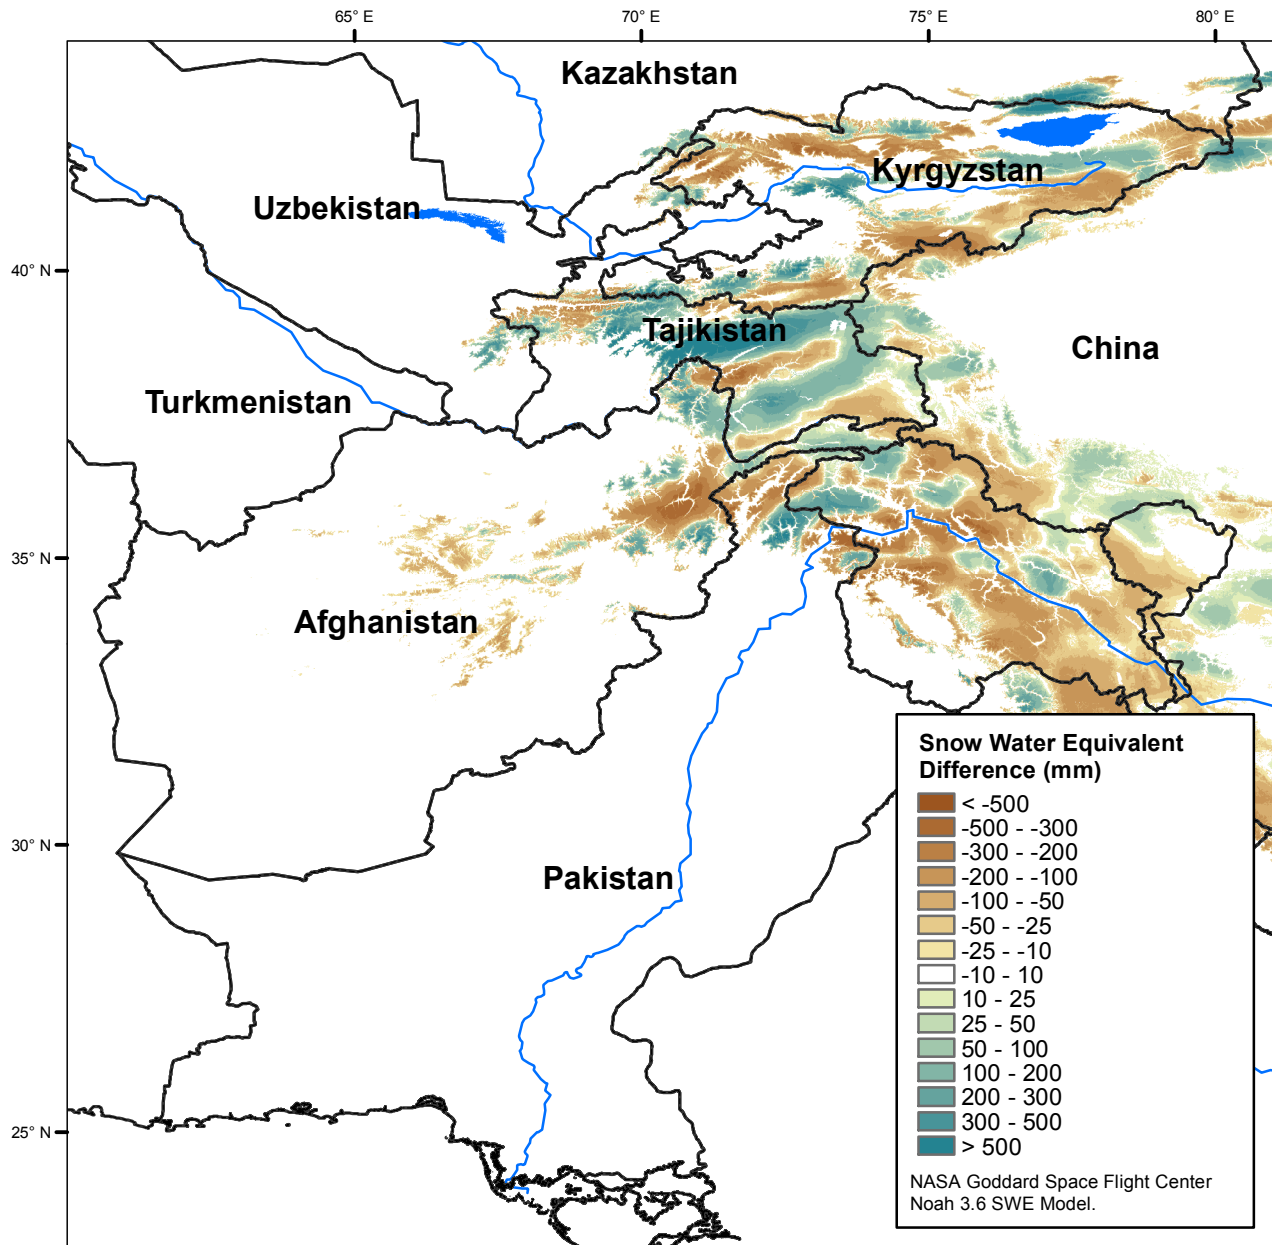 65° E
70° E
75° E
80° E
Kazakhstan
Kyrgyzstan
Uzbekistan
40° N
Tajikistan
China
Turkmenistan
35° N
Afghanistan
Snow Water Equivalent
Difference (mm)
< -500
-500 - -300
-300 - -200
-200 - -100
-100 - -50
-50 - -25
-25 - -10
-10 - 10
10 - 25
25 - 50
50 - 100
100 - 200
200 - 300
300 - 500
> 500
NASA Goddard Space Flight Center
Noah 3.6 SWE Model.
30° N
Pakistan
25° N